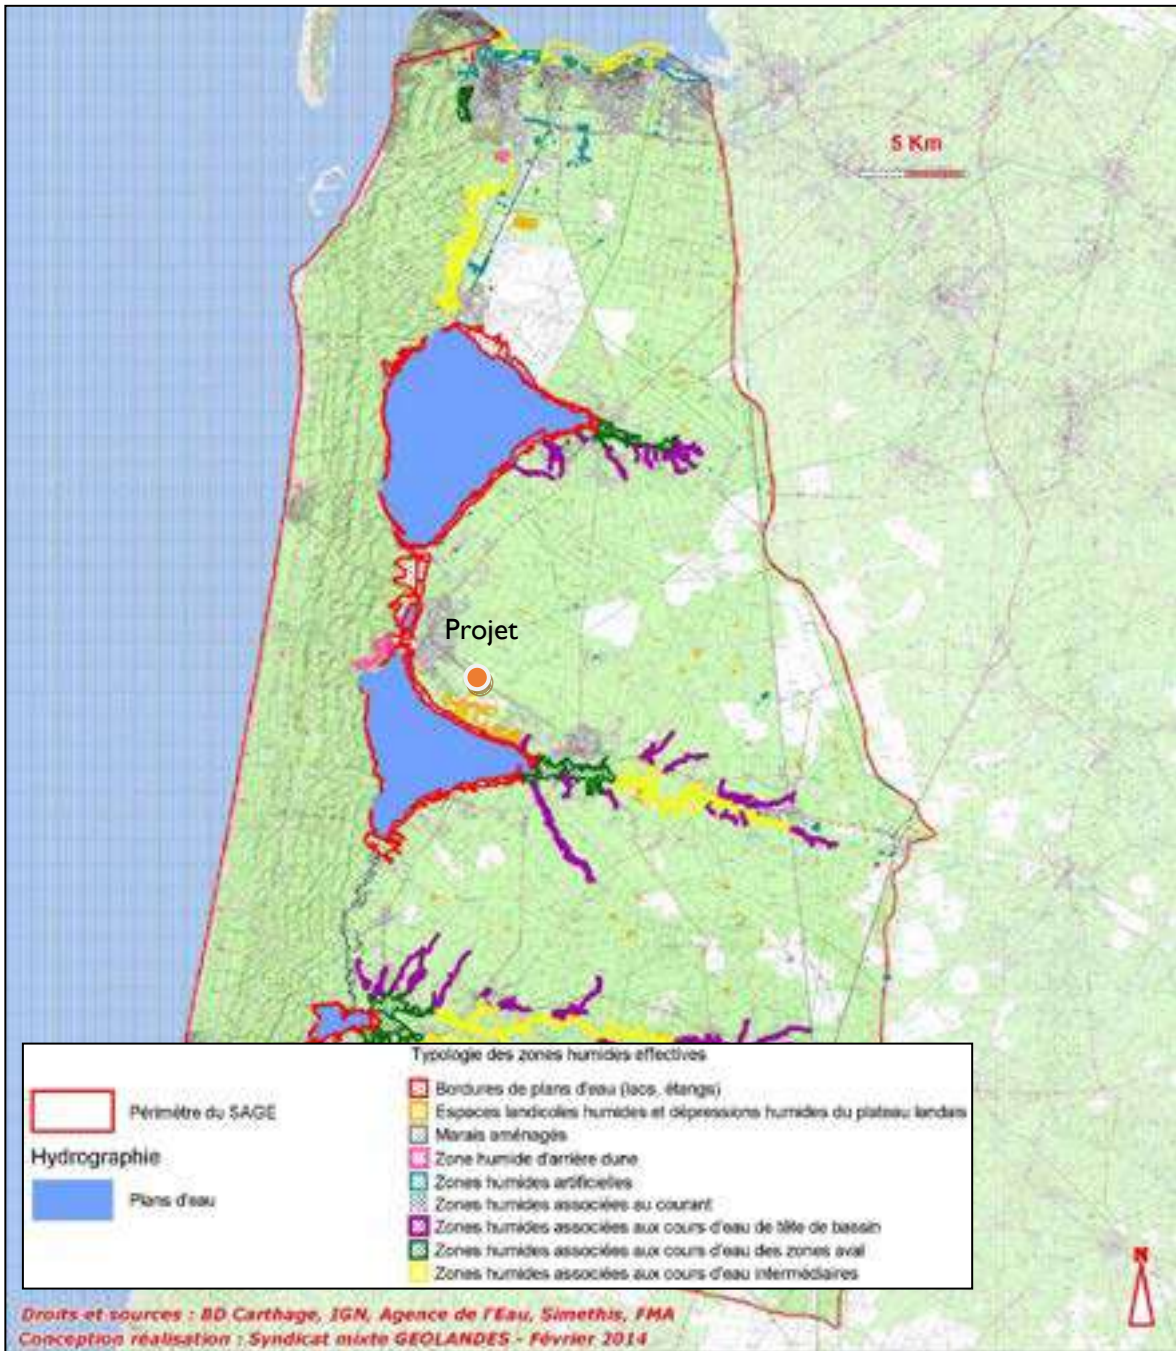 5 Km
Projet
Typologie des zones humides effectives
Périmètre du SAGE
Hydrographie
Plans d'eau
Bordures de plans d'eau (lacs, étangs)
Espaces landicoles humides et dépressions humides du plateau landais
Marais aménagés
Zone humide d'arrière dune
Zones humides artificielles
Zones humides associées au courant
Zones humides associées aux cours d'eau de tête de bassin
Zones humides associées aux cours d'eau des zones aval
Zones humides associées aux cours d'eau intermédiaires
N
Droits et sources : BD Carthage, IGN, Agence de l'Eau, Simethis, FMA
Conception réalisation : Syndicat mixte GEOLANDES - Février 2014